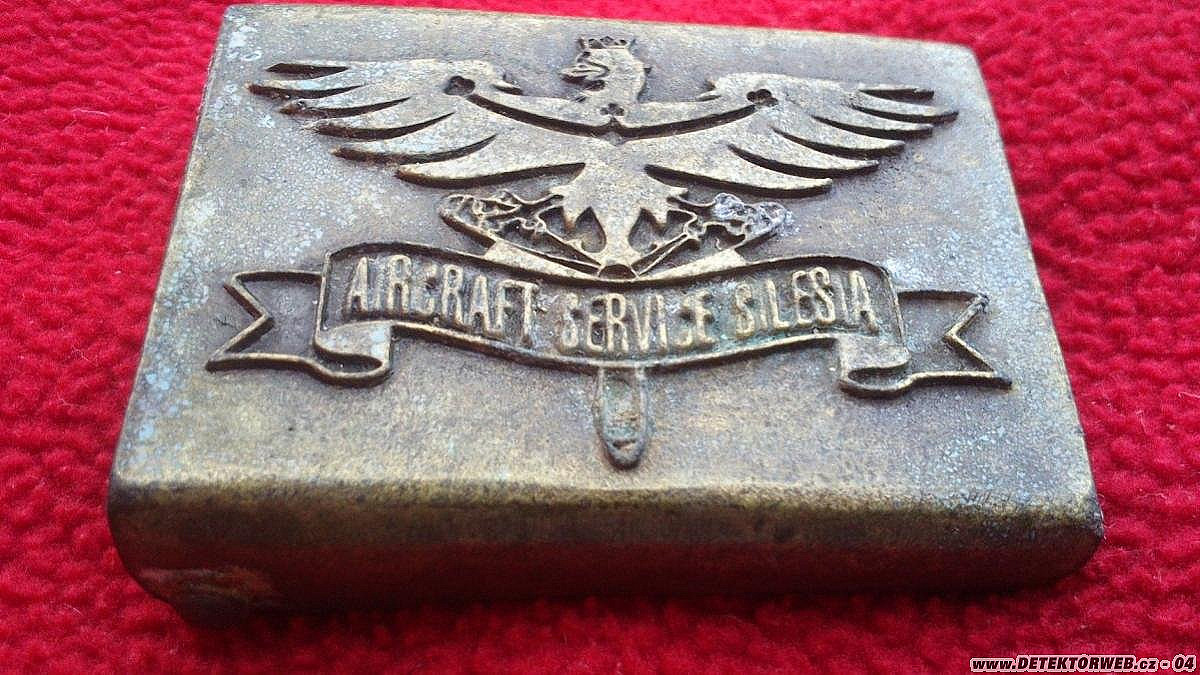 AIRCRAFT SERVICE SILESIA
www.DETEKTORWEB.cz - 04